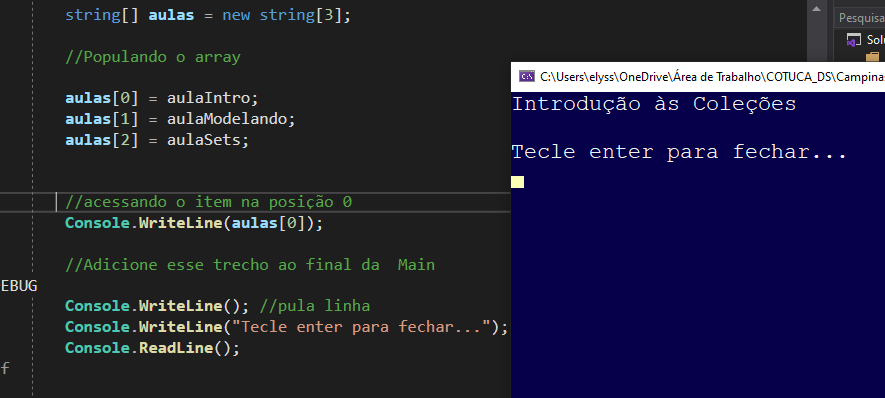 string[] aulas = new string[3];
//Populando o array
aulas[0] = aulaIntro;
aulas[1] = aulaModelando;
aulas[2] = aulaSets;
//acessando o item na posição 0
Console.WriteLine(aulas[0]);
//Adicione esse trecho ao final da  Main
EBUG
Console.WriteLine(); //pula linha
Console.WriteLine("Tecle enter para fechar...");
Console.ReadLine();
f
Pesquisa
Solu
C:\Users\elyss\OneDrive\Área de Trabalho\COTUCA_DS\Campinas
Introdução às Coleções
Tecle enter para fechar...